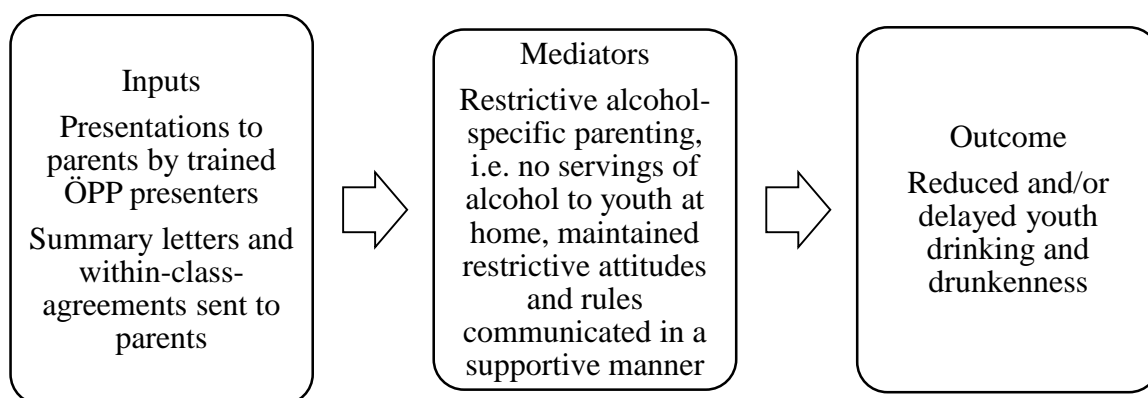 Inputs
Presentations to
parents by trained
ÖPP presenters
Summary letters and
within-class-
agreements sent to
parents
Mediators
Restrictive alcohol-
specific parenting,
i.e. no servings of
alcohol to youth at
home, maintained
restrictive attitudes
and rules
communicated in a
supportive manner
Outcome
Reduced and/or
delayed youth
drinking and
drunkenness